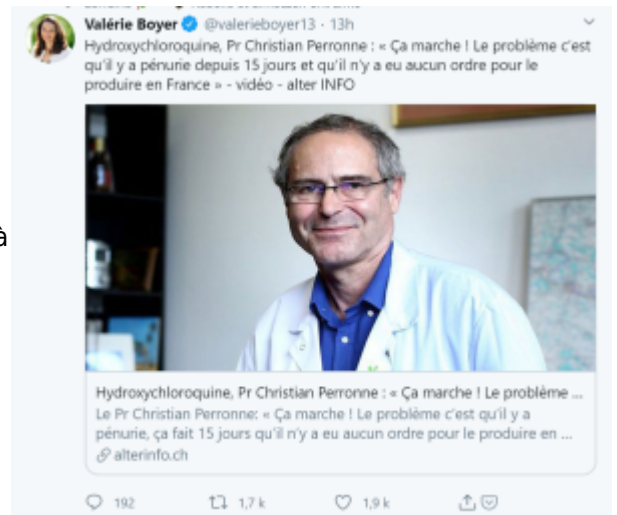 Valérie Boyer @valerieboyer13 · 13h
Hydroxychloroquine, Pr Christian Perronne : « Ça marche ! Le problème c'est
qu'il y a pénurie depuis 15 jours et qu'il n'y a eu aucun ordre pour le
produire en France » - vidéo - alter INFO
à
Hydroxychloroquine, Pr Christian Perronne : « Ça marche ! Le problème ...
Le Pr Christian Perronne: « Ça marche ! Le problème c'est qu'il y a
pénurie, ça fait 15 jours qu'il n'y a eu aucun ordre pour le produire en ...
alterinfo.ch
192 1,7 k 1,9 k